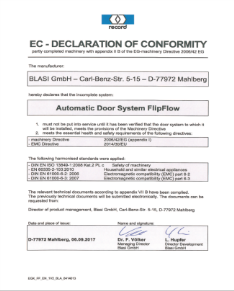 record
EC - DECLARATION OF CONFORMITY
partly completed machinery with appendix II B of the EG-machinery Directive 2006/42/EG
The manufacturer:
BLASI GmbH – Carl-Benz-Str. 5-15 – D-77972 Mahlberg
hereby declares that the incomplete system:
Automatic Door System FlipFlow
1. must not be put into service until it has been verified that the door system to which it
will be installed, meets the provisions of the Machinery Directive
2. meets the essential health and safety requirements of the following directives:
- machinery Directive 2006/42/EG (appendix I)
- EMC Directive 2014/30/EU
The following harmonised standards were applied:
- DIN EN ISO 13849-1:2008 Kat.2 PL c Safety of machinery
- EN 60335-2-103:2010 Household and similar electrical appliances
- DIN EN 61000-6-2: 2006 Electromagnetic compatibility (EMC) part 6-2
- DIN EN 61000-6-3: 2007 Electromagnetic compatibility (EMC) part 6-3
The relevant technical documents according to appendix VII B have been compiled.
The previously technical documents will be submitted electronically. The documents can be
requested from:
Director of product management, Blasi GmbH, Carl-Benz-Str. 5-15, D-77972 Mahlberg
Date and place of issue: Name and signature:
D-77972 Mahlberg, 06.09.2017 Dr. F. Völker L. Hupfer
Managing Director Director Development
Blasi GmbH Blasi GmbH